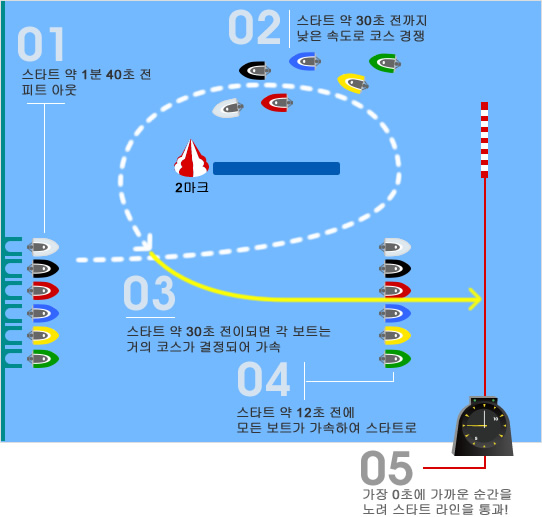 01
스타트 약 1분 40초 전
피트 아웃
02
스타트 약 30초 전까지
낮은 속도로 코스 경쟁
2마크
03
스타트 약 30초 전이되면 각 보트는
거의 코스가 결정되어 가속
04
스타트 약 12초 전에
모든 보트가 가속하여 스타트로
05
가장 0초에 가까운 순간을
노려 스타트 라인을 통과!